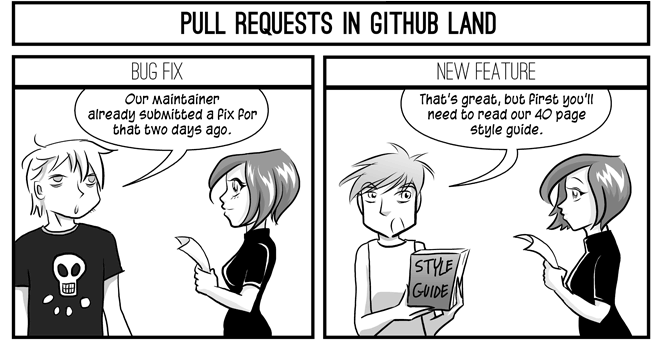 PULL REQUESTS IN GITHUB LAND
BUG FIX
Our maintainer
already submitted a fix for
that two days ago.
NEW FEATURE
That's great, but first you'll
need to read our 40 page
style guide.
STYLE
GUIDE